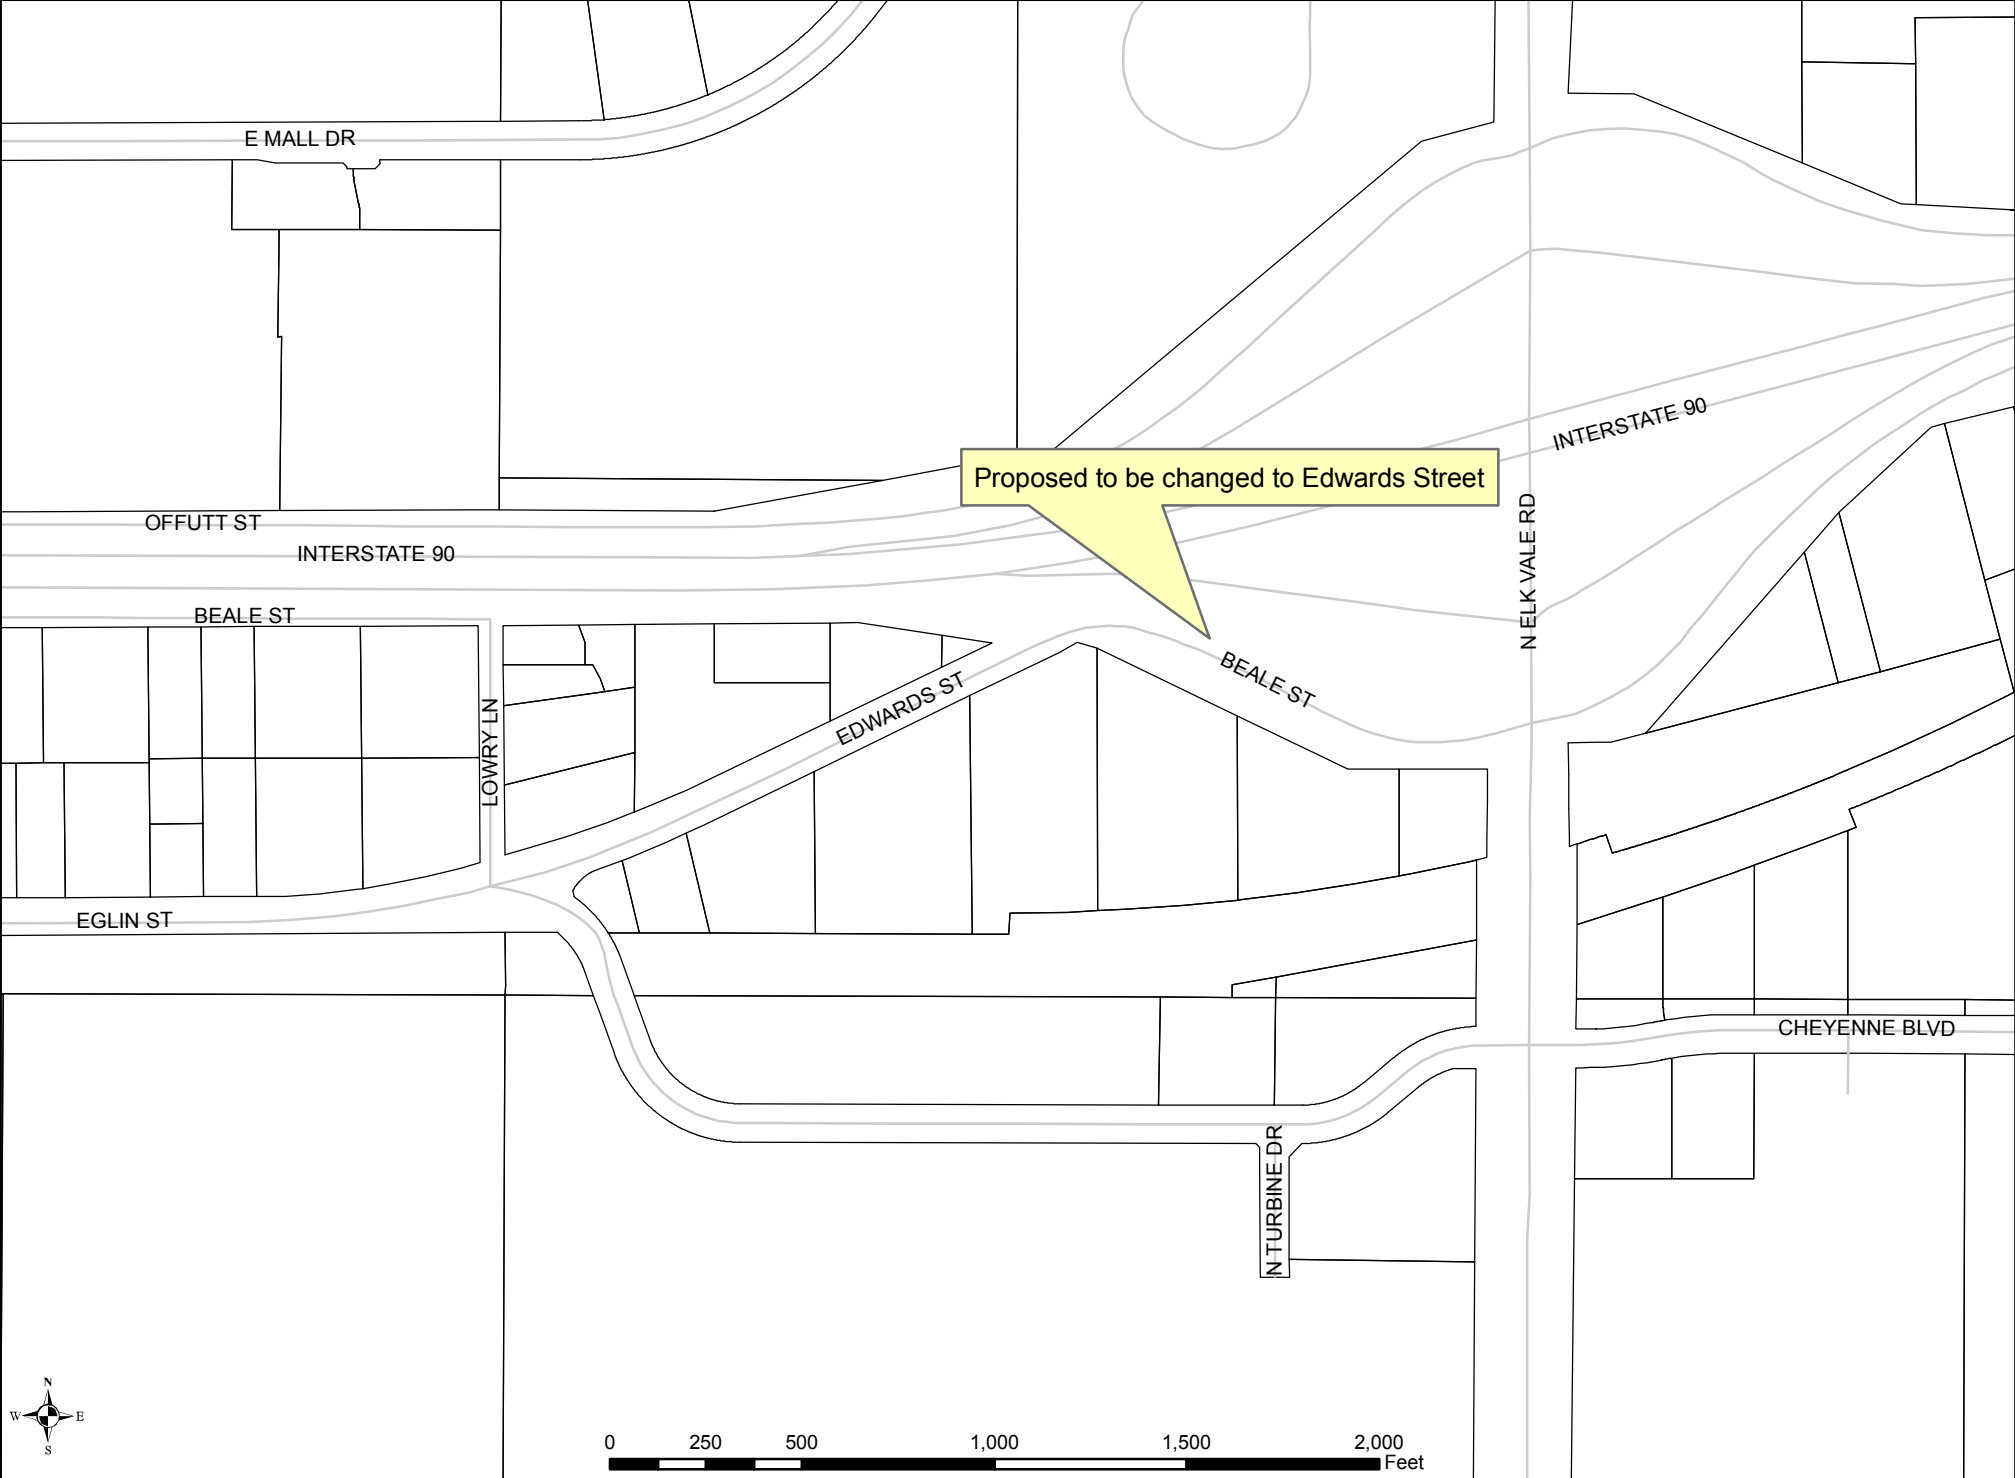 E MALL DR
INTERSTATE 90
Proposed to be changed to Edwards Street
OFFUTT ST
INTERSTATE 90
N ELK VALE RD
BEALE ST
BEALE ST
EDWARDS ST
LOWRY LN
EGLIN ST
CHEYENNE BLVD
N TURBINE DR
N
W E
S
0 250 500 1,000 1,500 2,000
Feet